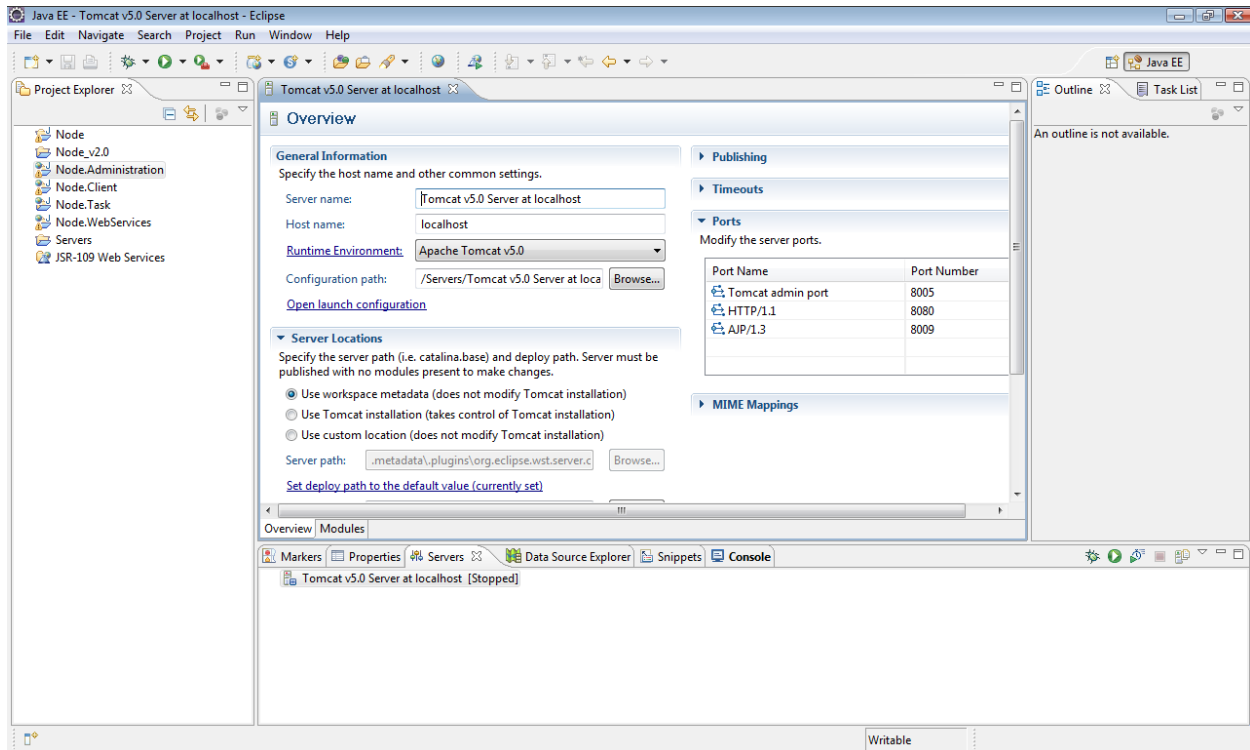 Java EE - Tomcat v5.0 Server at localhost - Eclipse
File Edit Navigate Search Project Run Window Help
Java EE
Project Explorer
Node
Node_v2.0
Node.Administration
Node.Client
Node.Task
Node.WebServices
Servers
JSR-109 Web Services
Tomcat v5.0 Server at localhost
Overview
General Information
Specify the host name and other common settings.
Server name: Tomcat v5.0 Server at localhost
Host name: localhost
Runtime Environment: Apache Tomcat v5.0
Configuration path: /Servers/Tomcat v5.0 Server at loca Browse...
Open launch configuration
Server Locations
Specify the server path (i.e. catalina.base) and deploy path. Server must be
published with no modules present to make changes.
Use workspace metadata (does not modify Tomcat installation)
Use Tomcat installation (takes control of Tomcat installation)
Use custom location (does not modify Tomcat installation)
Server path: .metadata\.plugins\org.eclipse.wst.server.c Browse...
Set deploy path to the default value (currently set)
Publishing
Timeouts
Ports
Modify the server ports.
Port Name Port Number
Tomcat admin port 8005
HTTP/1.1 8080
AJP/1.3 8009
MIME Mappings
Overview Modules
Outline Task List
An outline is not available.
Markers Properties Servers Data Source Explorer Snippets Console
Tomcat v5.0 Server at localhost [Stopped]
Writable